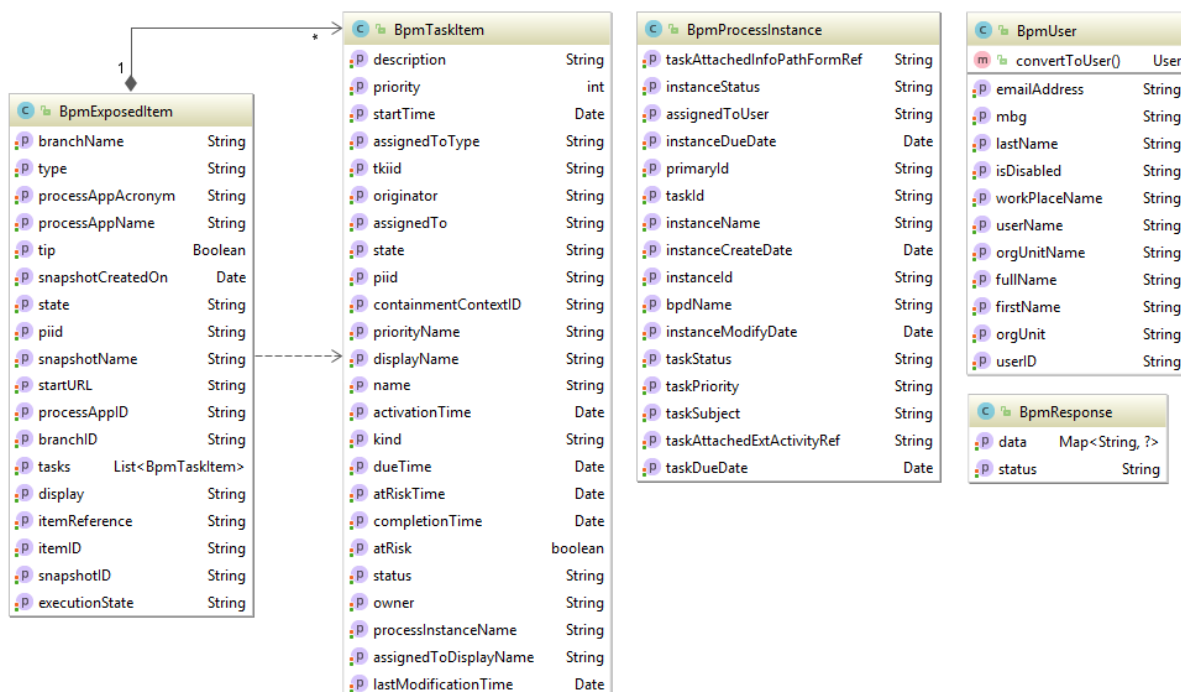 *
1
BpmExposedItem
branchName String
type String
processAppAcronym String
processAppName String
tip Boolean
snapshotCreatedOn Date
state String
piid String
snapshotName String
startURL String
processAppID String
branchID String
tasks List<BpmTaskItem>
display String
itemReference String
itemID String
snapshotID String
executionState String
BpmTaskItem
description String
priority int
startTime Date
assignedToType String
tkiid String
originator String
assignedTo String
state String
piid String
containmentContextID String
priorityName String
displayName String
name String
activationTime Date
kind String
dueTime Date
atRiskTime Date
completionTime Date
atRisk boolean
status String
owner String
processInstanceName String
assignedToDisplayName String
lastModificationTime Date
BpmProcessInstance
taskAttachedInfoPathFormRef String
instanceStatus String
assignedToUser String
instanceDueDate Date
primaryId String
taskId String
instanceName String
instanceCreateDate Date
instanceId String
bpdName String
instanceModifyDate Date
taskStatus String
taskPriority String
taskSubject String
taskAttachedExtActivityRef String
taskDueDate Date
BpmUser
convertToUser() User
emailAddress String
mbg String
lastName String
isDisabled String
workPlaceName String
userName String
orgUnitName String
fullName String
firstName String
orgUnit String
userID String
BpmResponse
data Map<String, ?>
status String